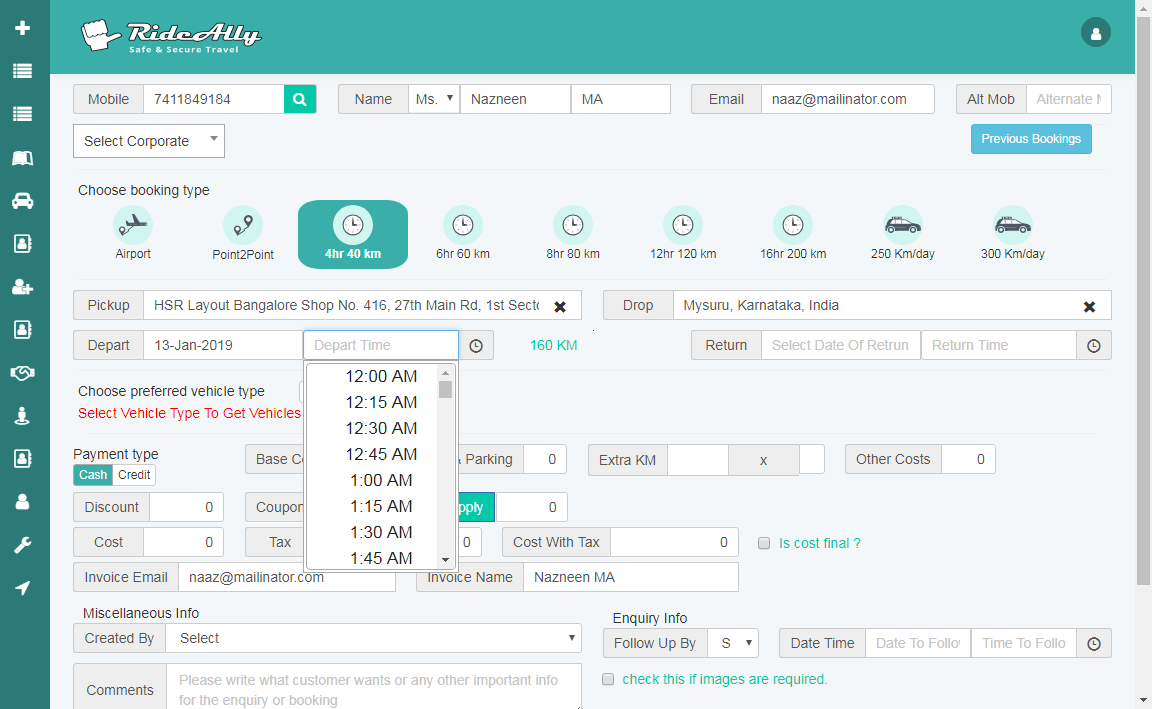 RideAlly
Safe & Secure Travel
Mobile 7411849184 Name Ms. Nazneen MA Email naaz@mailinator.com Alt Mob Alternate
Select Corporate Previous Bookings
Choose booking type
Airport Point2Point 4hr 40 km 6hr 60 km 8hr 80 km 12hr 120 km 16hr 200 km 250 Km/day 300 Km/day
Pickup HSR Layout Bangalore Shop No. 416, 27th Main Rd, 1st Secto Drop Mysuru, Karnataka, India
Depart 13-Jan-2019 Depart Time 160 KM Return Select Date Of Retrun Return Time
Choose preferred vehicle type
Select Vehicle Type To Get Vehicles
12:00 AM
12:15 AM
12:30 AM
12:45 AM
1:00 AM
1:15 AM
1:30 AM
1:45 AM
Payment type
Cash Credit
Base Co & Parking 0 Extra KM x Other Costs 0
Discount 0 Coupon pply 0
Cost 0 Tax 0 Cost With Tax 0 Is cost final ?
Invoice Email naaz@mailinator.com Invoice Name Nazneen MA
Miscellaneous Info Enquiry Info
Created By Select Follow Up By S Date Time Date To Follow Time To Follo
Comments Please write what customer wants or any other important info
for the enquiry or booking
check this if images are required.